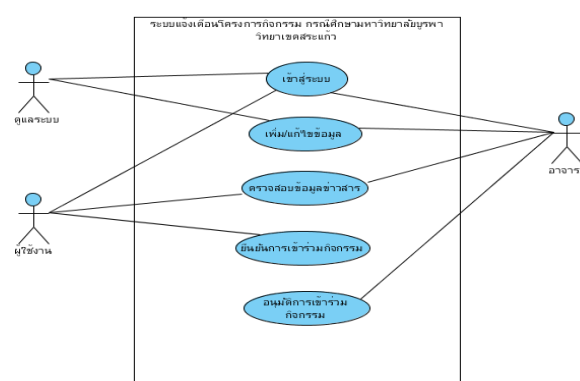 ระบบแจ้งเตือนโครงการกิจกรรม กรณีศึกษามหาวิทยาลัยบูรพา
วิทยาเขตสระแก้ว
เข้าสู่ระบบ
ดูแลระบบ
เพิ่ม/แก้ไขข้อมูล
อาจาร
ตรวจสอบข้อมูลข่าวสาร
ผู้ใช้งาน
ยืนยันการเข้าร่วมกิจกรรม
อนุมัติการเข้าร่วม
กิจกรรม